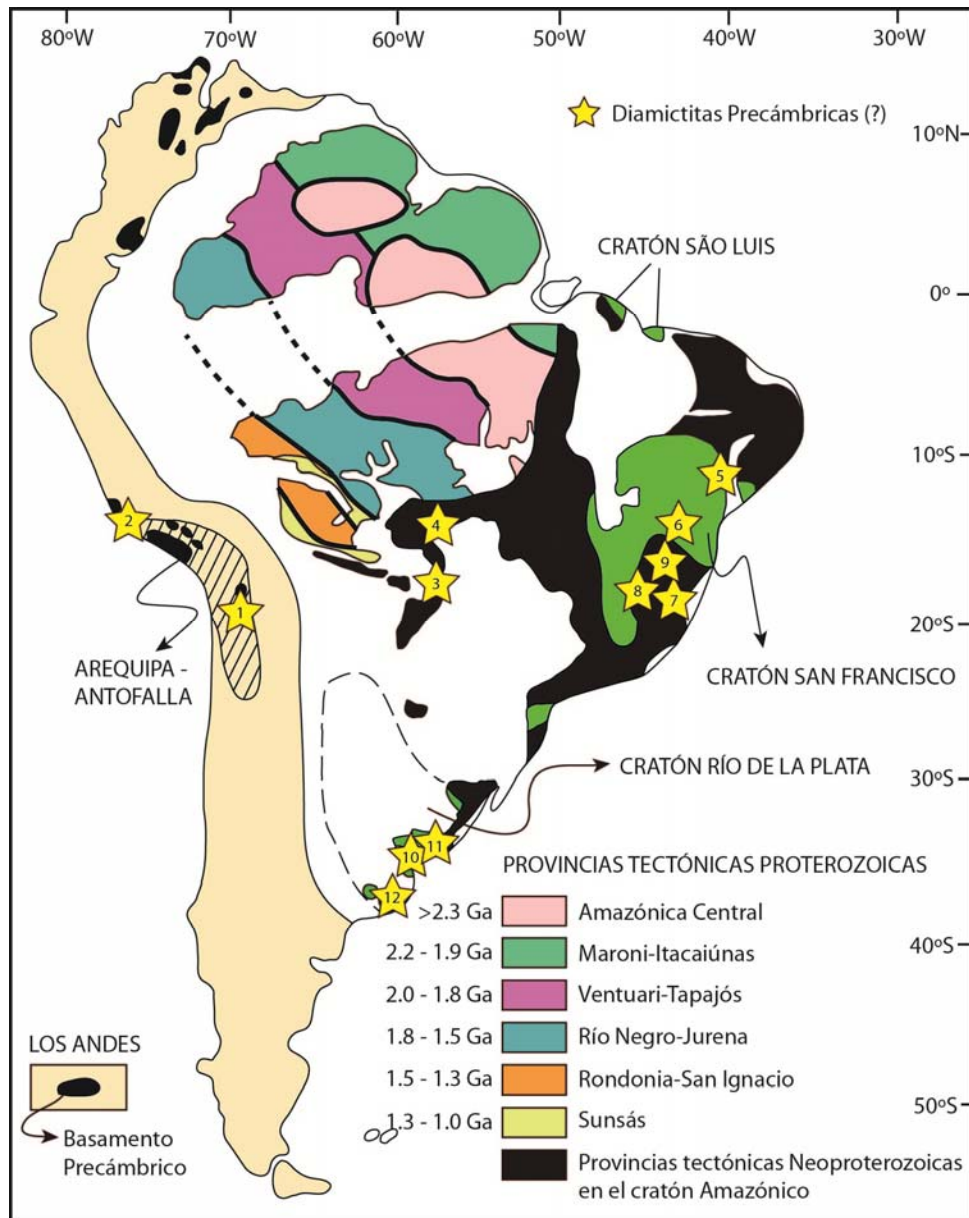 80ºW 70ºW 60ºW 50ºW 40ºW 30ºW
Diamictitas Precámbricas (?)
10ºN
CRATÓN SÃO LUIS
0º
10ºS
5
2
4
6
9
3
8
7
1
20ºS
AREQUIPA -
ANTOFALLA
CRATÓN SAN FRANCISCO
30ºS
CRATÓN RÍO DE LA PLATA
11
10
12
PROVINCIAS TECTÓNICAS PROTEROZOICAS
>2.3 Ga Amazónica Central
40ºS
2.2 - 1.9 Ga Maroni-Itacaiúnas
2.0 - 1.8 Ga Ventuari-Tapajós
1.8 - 1.5 Ga Río Negro-Jurena
1.5 - 1.3 Ga Rondonia-San Ignacio
50ºS
1.3 - 1.0 Ga Sunsás
Provincias tectónicas Neoproterozoicas
en el cratón Amazónico
LOS ANDES
Basamento
Precámbrico